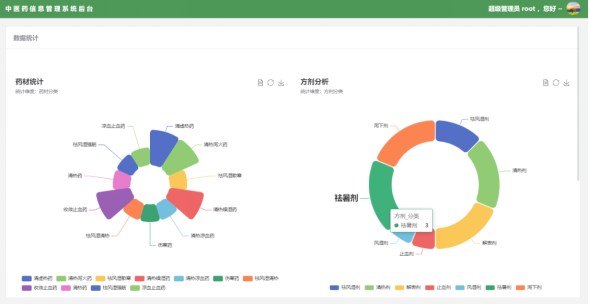 中医药信息管理系统后台
超级管理员 root ，您好 ~
数据统计
药材统计
统计维度：药材分类
方剂分析
统计维度：方剂分类
凉血止血药
清虚热药
祛风湿强筋
清热泻火药
清热药
祛风湿散寒
收敛止血药
清热燥湿药
祛风湿清热
清热凉血药
伤寒药
泻下剂
祛风湿剂
清热剂
祛暑剂
方剂_分类
祛暑剂 3
风湿剂
止血剂
解表剂
清虚热药 清热泻火药 祛风湿散寒 清热燥湿药 清热凉血药 伤寒药 祛风湿清热
收敛止血药 清热药 祛风湿强筋 凉血止血药
祛风湿剂 清热剂 解表剂 止血剂 风湿剂 祛暑剂 泻下剂